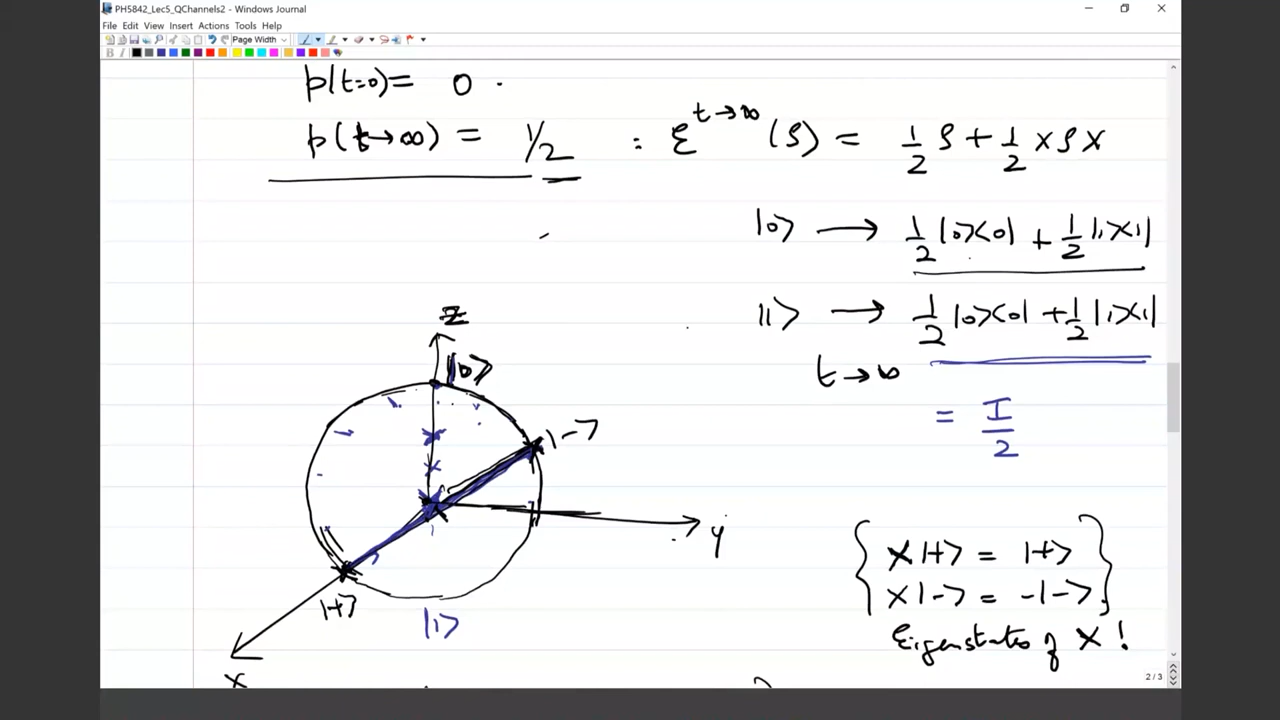 PH5842_Lec5_QChannels2 - Windows Journal
File Edit View Insert Actions Tools Help
Page Width
p(t=0) = 0 .
p(t→∞) = 1/2 : ℰ^{t→∞} (ρ) = 1/2 ρ + 1/2 XρX
|0⟩ → 1/2 |0⟩⟨0| + 1/2 |1⟩⟨1|
|1⟩ → 1/2 |0⟩⟨0| + 1/2 |1⟩⟨1|
t→∞
= I/2
Z
|0⟩
|-⟩
y
|+⟩
|1⟩
X
X|+⟩ = |+⟩
X|-⟩ = -|-⟩.
Eigenstates of X !
2 / 3